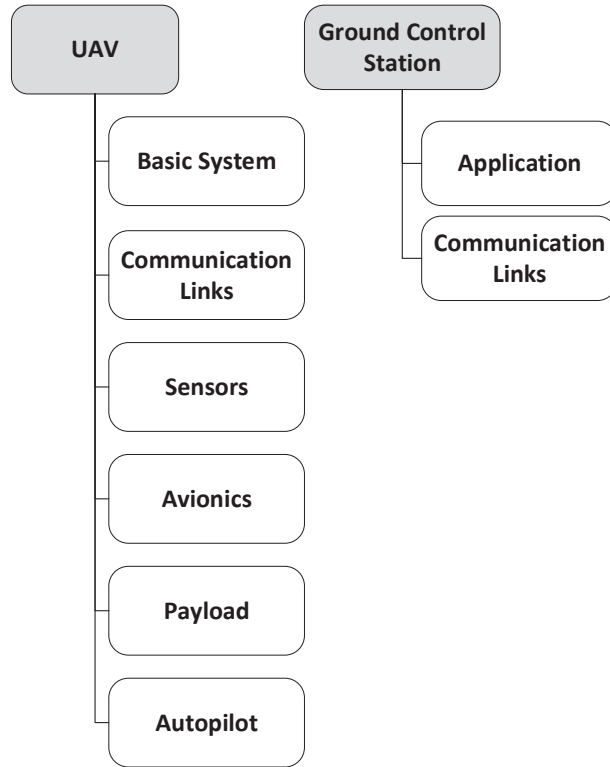 UAV
Basic System
Communication
Links
Sensors
Avionics
Payload
Autopilot
Ground Control
Station
Application
Communication
Links